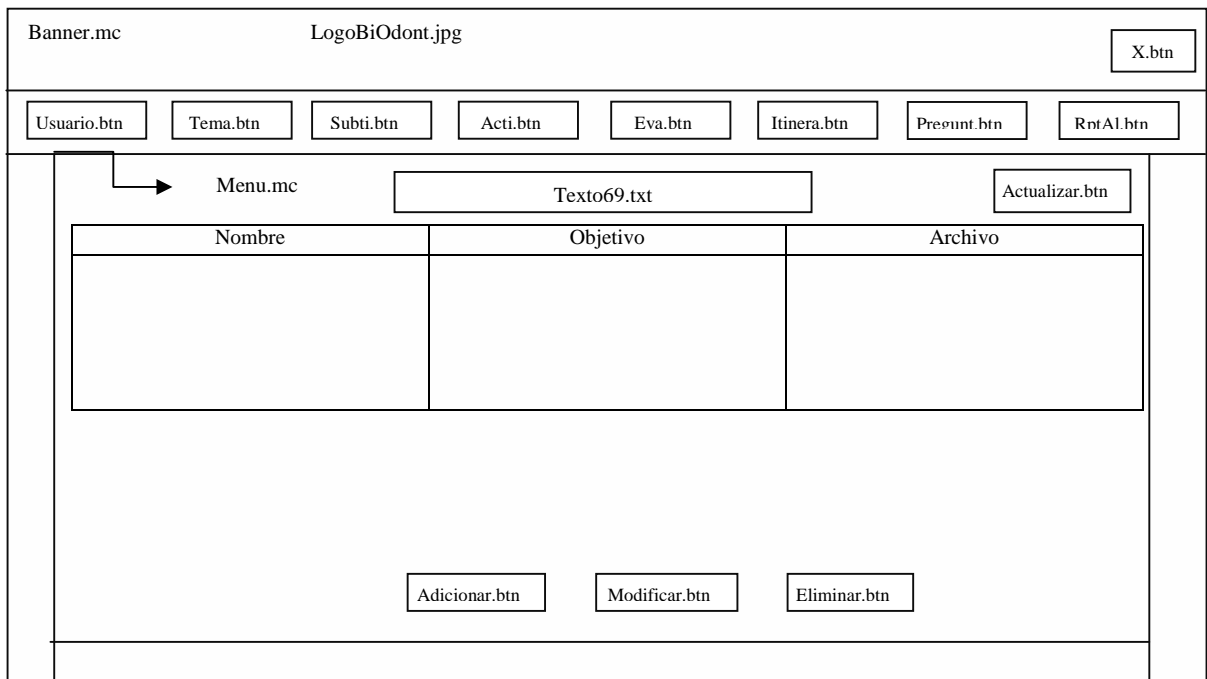 Banner.mc
LogoBiOdont.jpg
X.btn
Usuario.btn
Tema.btn
Subti.btn
Acti.btn
Eva.btn
Itinera.btn
Pregunt.btn
RptAl.btn
Menu.mc
Texto69.txt
Actualizar.btn
Nombre
Objetivo
Archivo
Adicionar.btn
Modificar.btn
Eliminar.btn